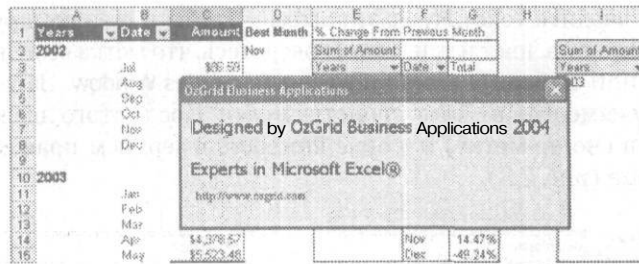 A B C D E F G H
1 Years Date Amount Best Month % Change From Previous Month
2 2002 Nov Sum of Amount Sum of Amount
3 Jul Years Date Total Years
4 Aug
5 Sep
6 Oct
7 Nov
8 Dec
9
10 2003
11 Jan
12 Feb
13 Mar
14 Apr $4,378.57 Nov 14.47%
15 May $5,523.48 Dec -49.24%
OzGrid Business Applications
Designed by OzGrid Business Applications 2004
Experts in Microsoft Excel®
http://www.ozgrid.com